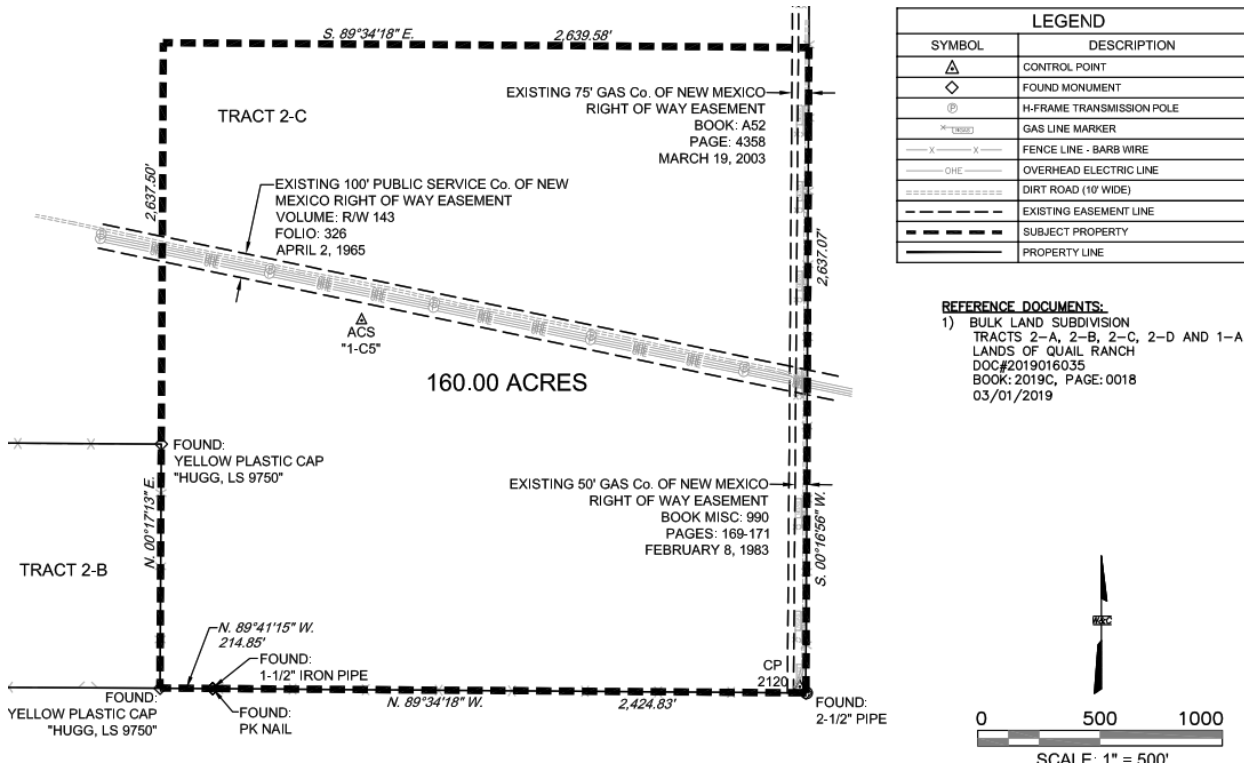 S. 89°34'18" E.
2,639.58'
TRACT 2-C
EXISTING 75' GAS Co. OF NEW MEXICO
RIGHT OF WAY EASEMENT
BOOK: A52
PAGE: 4358
MARCH 19, 2003
2,637.50'
EXISTING 100' PUBLIC SERVICE Co. OF NEW
MEXICO RIGHT OF WAY EASEMENT
VOLUME: R/W 143
FOLIO: 326
APRIL 2, 1965
2,637.07'
ACS
"1-C5"
160.00 ACRES
FOUND:
YELLOW PLASTIC CAP
"HUGG, LS 9750"
EXISTING 50' GAS Co. OF NEW MEXICO
RIGHT OF WAY EASEMENT
BOOK MISC: 990
PAGES: 169-171
FEBRUARY 8, 1983
N. 00°17'13" E.
S. 00°16'56" W.
TRACT 2-B
N. 89°41'15" W.
214.85'
FOUND:
1-1/2" IRON PIPE
CP
2120
FOUND:
YELLOW PLASTIC CAP
"HUGG, LS 9750"
FOUND:
PK NAIL
N. 89°34'18" W.
2,424.83'
FOUND:
2-1/2" PIPE
LEGEND
SYMBOL DESCRIPTION
CONTROL POINT
FOUND MONUMENT
P H-FRAME TRANSMISSION POLE
GAS LINE MARKER
X X FENCE LINE - BARB WIRE
OHE OVERHEAD ELECTRIC LINE
DIRT ROAD (10' WIDE)
EXISTING EASEMENT LINE
SUBJECT PROPERTY
PROPERTY LINE
REFERENCE DOCUMENTS:
1) BULK LAND SUBDIVISION
TRACTS 2-A, 2-B, 2-C, 2-D AND 1-A
LANDS OF QUAIL RANCH
DOC#2019016035
BOOK: 2019C, PAGE: 0018
03/01/2019
0 500 1000
SCALE: 1" = 500'